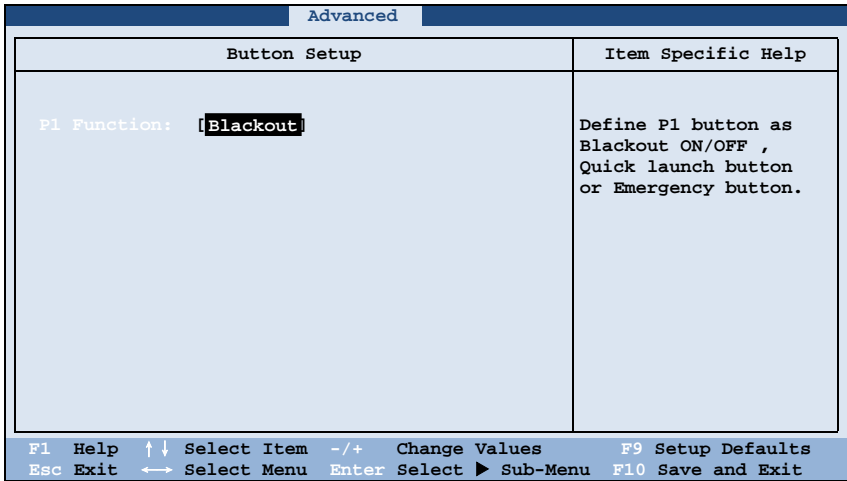 Advanced
Button Setup
Item Specific Help
P1 Function: [Blackout]
Define P1 button as
Blackout ON/OFF ,
Quick launch button
or Emergency button.
F1 Help ↑↓ Select Item -/+ Change Values F9 Setup Defaults
Esc Exit ←→ Select Menu Enter Select ▶ Sub-Menu F10 Save and Exit